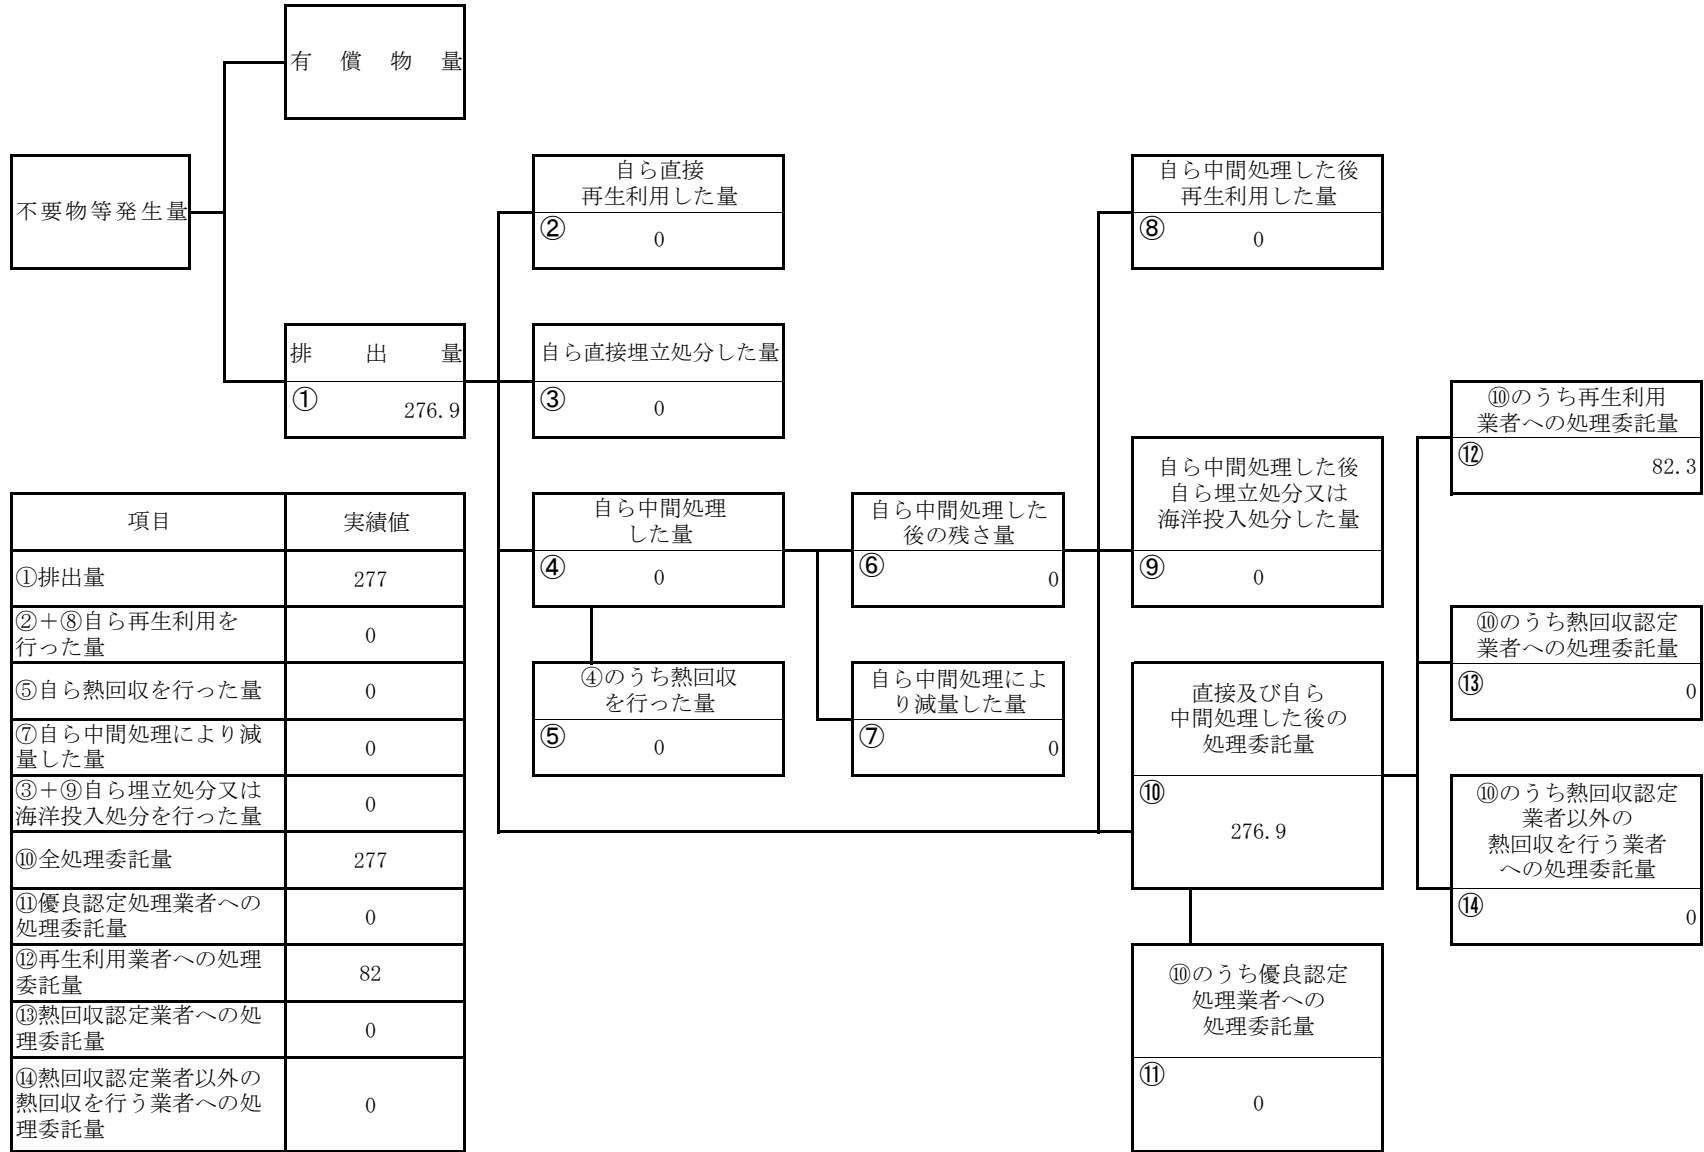 有償物量
不要物等発生量
排出量
① 276.9
自ら直接
再生利用した量
② 0
自ら直接埋立処分した量
③ 0
自ら中間処理
した量
④ 0
④のうち熱回収
を行った量
⑤ 0
自ら中間処理した
後の残さ量
⑥ 0
自ら中間処理によ
り減量した量
⑦ 0
自ら中間処理した後
再生利用した量
⑧ 0
自ら中間処理した後
自ら埋立処分又は
海洋投入処分した量
⑨ 0
直接及び自ら
中間処理した後の
処理委託量
⑩
276.9
⑩のうち優良認定
処理業者への
処理委託量
⑪
0
⑩のうち再生利用
業者への処理委託量
⑫ 82.3
⑩のうち熱回収認定
業者への処理委託量
⑬ 0
⑩のうち熱回収認定
業者以外の
熱回収を行う業者
への処理委託量
⑭ 0
項目 実績値
①排出量 277
②＋⑧自ら再生利用を
行った量 0
⑤自ら熱回収を行った量 0
⑦自ら中間処理により減
量した量 0
③＋⑨自ら埋立処分又は
海洋投入処分を行った量 0
⑩全処理委託量 277
⑪優良認定処理業者への
処理委託量 0
⑫再生利用業者への処理
委託量 82
⑬熱回収認定業者への処
理委託量 0
⑭熱回収認定業者以外の
熱回収を行う業者への処 0
理委託量